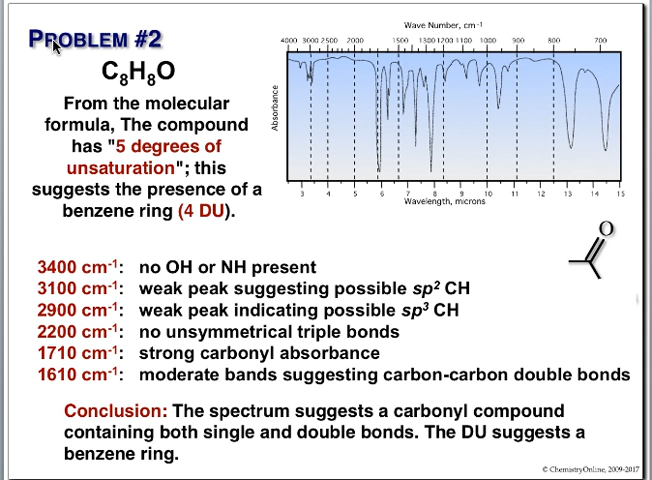 PROBLEM #2
C8H8O
From the molecular
formula, The compound
has "5 degrees of
unsaturation"; this
suggests the presence of a
benzene ring (4 DU).
Wave Number, cm-1
4000 3000 2500 2000 1500 1300 1200 1100 1000 900 800 700
Absorbance
3 4 5 6 7 8 9 10 11 12 13 14 15
Wavelength, microns
O
3400 cm-1: no OH or NH present
3100 cm-1: weak peak suggesting possible sp2 CH
2900 cm-1: weak peak indicating possible sp3 CH
2200 cm-1: no unsymmetrical triple bonds
1710 cm-1: strong carbonyl absorbance
1610 cm-1: moderate bands suggesting carbon-carbon double bonds
Conclusion: The spectrum suggests a carbonyl compound
containing both single and double bonds. The DU suggests a
benzene ring.
© ChemistryOnline, 2009-2017